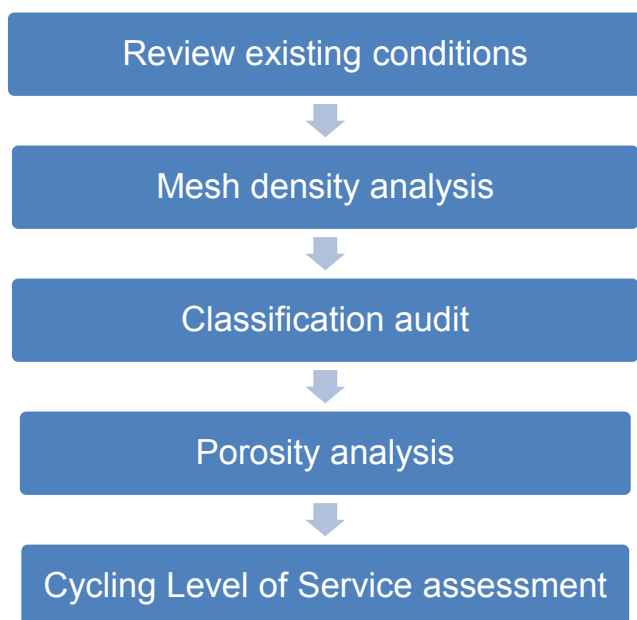 Review existing conditions
Mesh density analysis
Classification audit
Porosity analysis
Cycling Level of Service assessment